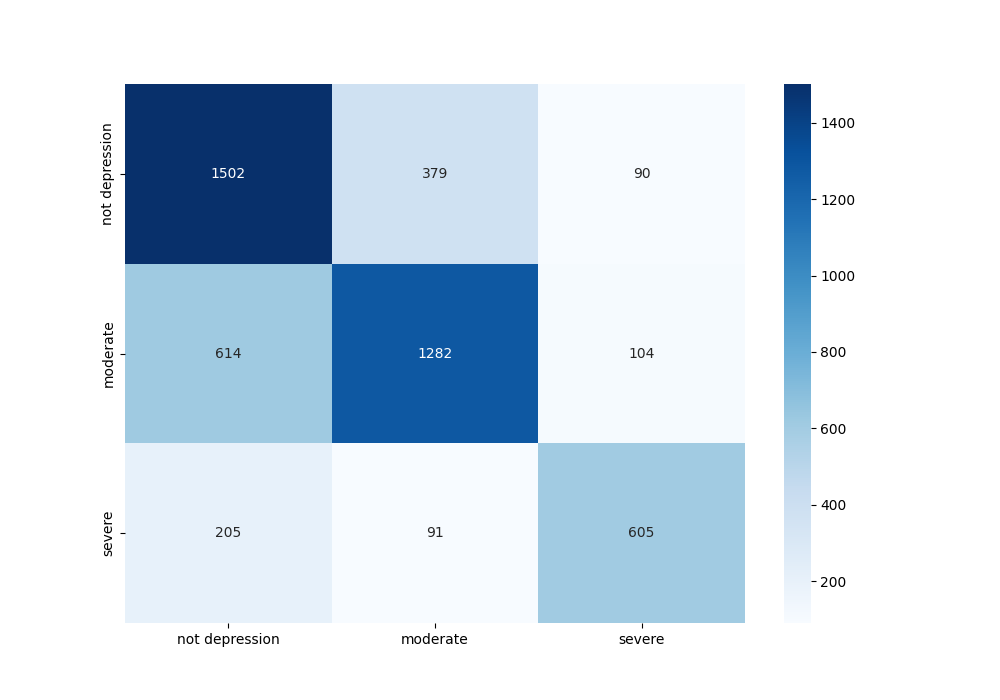 not depression
1502
379
90
moderate
614
1282
104
severe
205
91
605
not depression
moderate
severe
1400
1200
1000
800
600
400
200